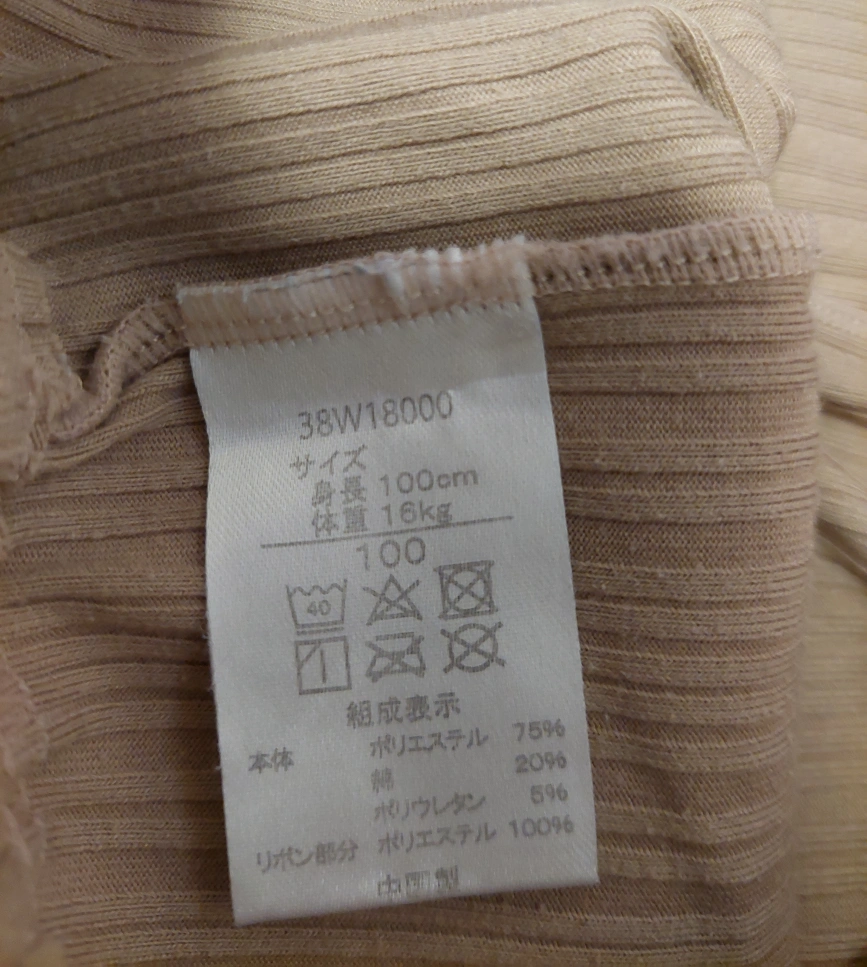 38W18000
サイズ
身長 100cm
体重 16kg
100
40
組成表示
本体 ポリエステル 75%
綿 20%
ポリウレタン 5%
リボン部分 ポリエステル 100%
中国製